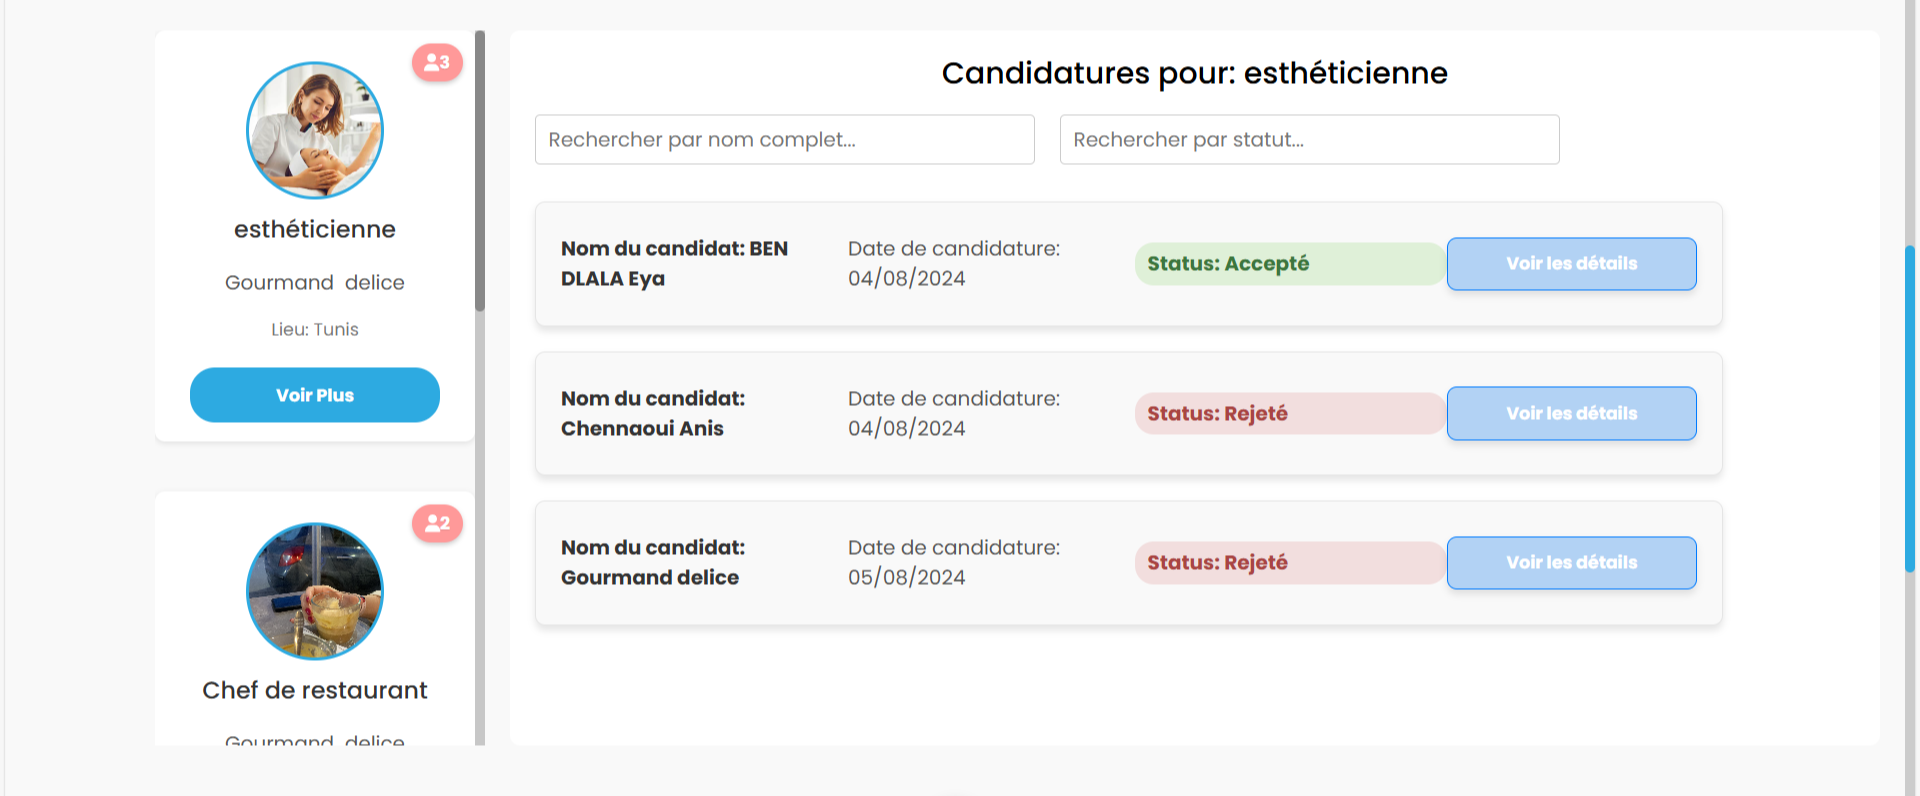 3
esthéticienne
Gourmand delice
Lieu: Tunis
Voir Plus
2
Chef de restaurant
Gourmand delice
Candidatures pour: esthéticienne
Rechercher par nom complet...
Rechercher par statut...
Nom du candidat: BEN
DLALA Eya
Date de candidature:
04/08/2024
Status: Accepté
Voir les détails
Nom du candidat:
Chennaoui Anis
Date de candidature:
04/08/2024
Status: Rejeté
Voir les détails
Nom du candidat:
Gourmand delice
Date de candidature:
05/08/2024
Status: Rejeté
Voir les détails